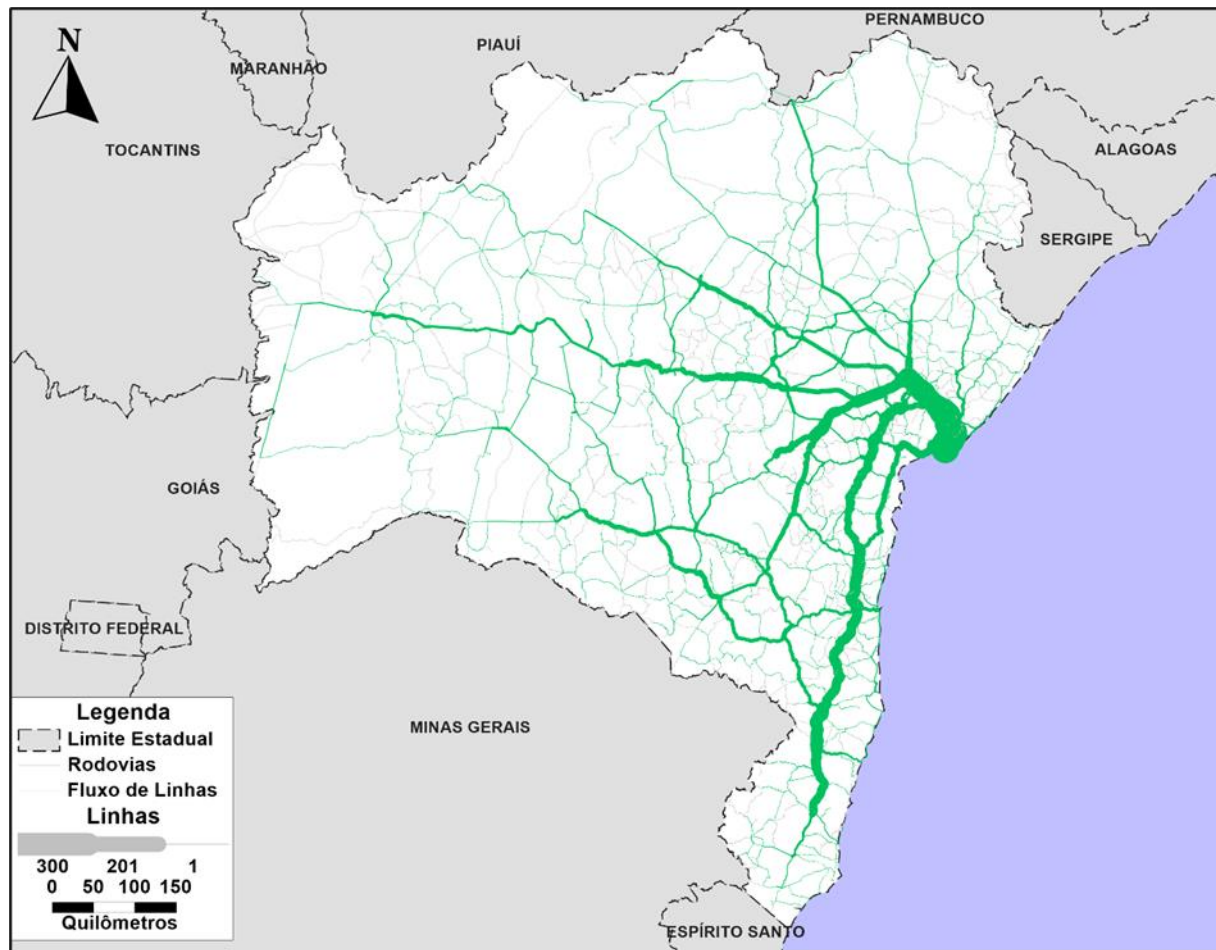 PERNAMBUCO
N
PIAUÍ
MARANHÃO
TOCANTINS
ALAGOAS
SERGIPE
GOIÁS
DISTRITO FEDERAL
MINAS GERAIS
ESPÍRITO SANTO
Legenda
Limite Estadual
Rodovias
Fluxo de Linhas
Linhas
300 201 1
0 50 100 150
Quilômetros